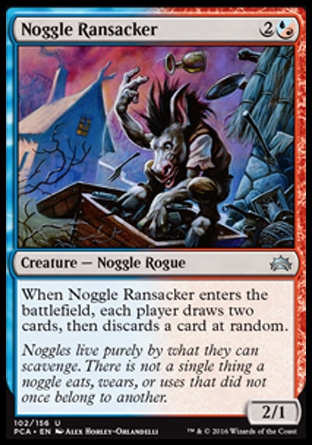 Noggle Ransacker 2
Creature — Noggle Rogue
When Noggle Ransacker enters the
battlefield, each player draws two
cards, then discards a card at random.
Noggles live purely by what they can
scavenge. There is not a single thing a
noggle eats, wears, or uses that did not
once belong to another.
2/1
102/156 U
PCA • EN Alex Horley-Orlandelli ™ & © 2016 Wizards of the Coast